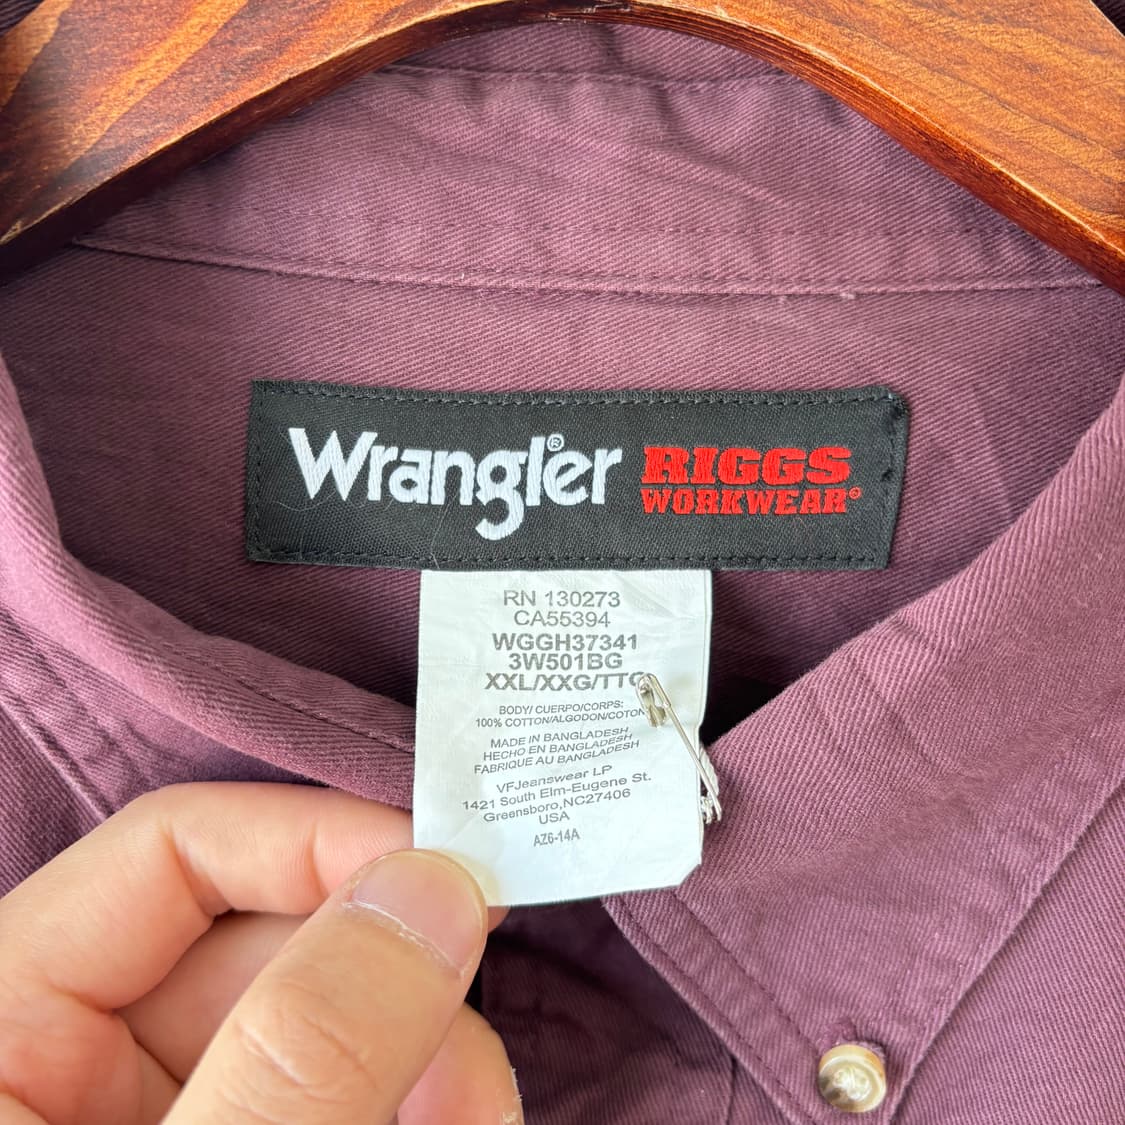 Wrangler® RIGGS
WORKWEAR®
RN 130273
CA55394
WGGH37341
3W501BG
XXL/XXG/TTG
BODY/ CUERPO/CORPS:
100% COTTON/ALGODON/COTON
MADE IN BANGLADESH
HECHO EN BANGLADESH
FABRIQUE AU BANGLADESH
VFJeanswear LP
1421 South Elm-Eugene St.
Greensboro,NC27406
USA
AZ6-14A